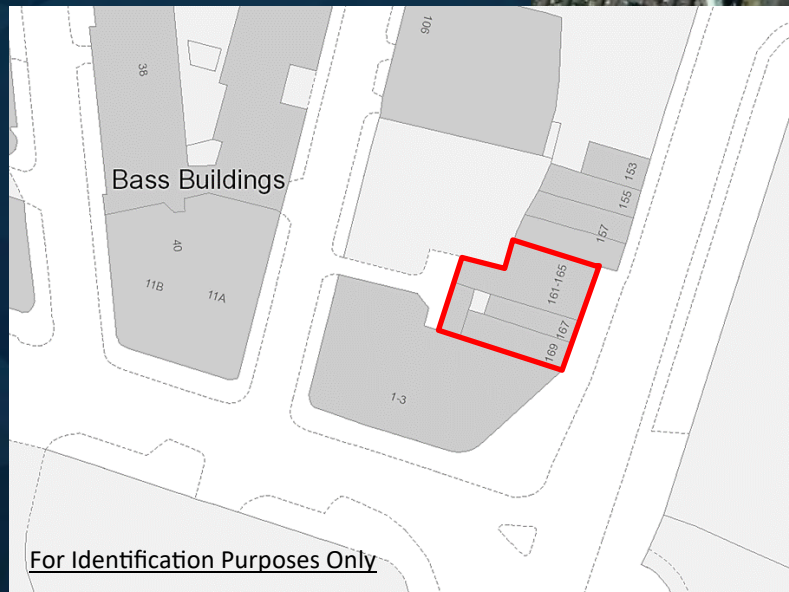 106
38
Bass Buildings
153
155
157
40
11B
11A
161-165
167
169
1-3
For Identification Purposes Only